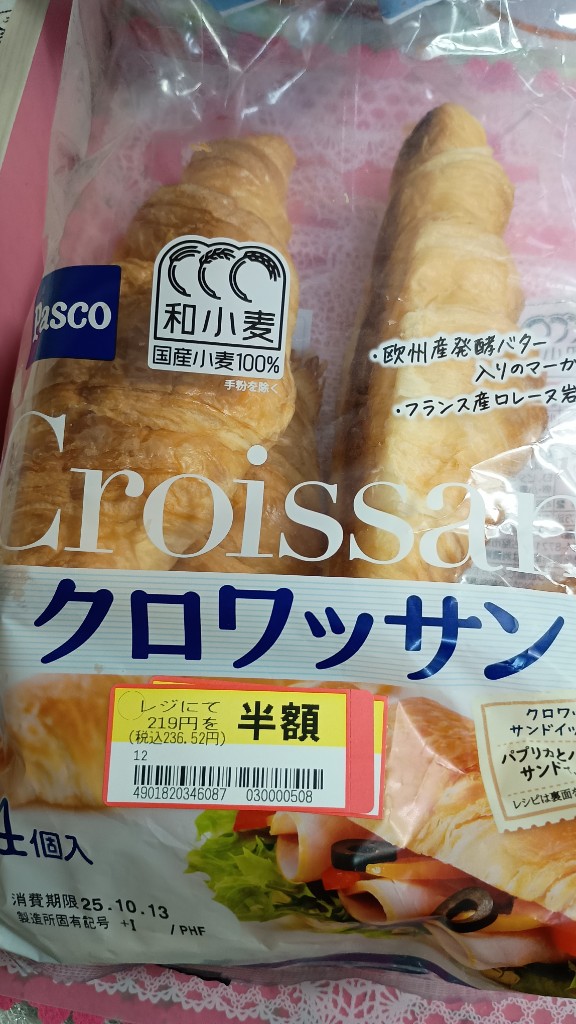 Pasco
和小麦
国産小麦100%
手粉を除く
・欧州産発酵バター
入りのマーガ
・フランス産ロレーヌ岩
Croissan
クロワッサン
レジにて
219円を
(税込236.52円)
半額
12
4901820346087 030000508
クロワッ
サンドイッ
パプリカとハ
サンド
レシピは裏面を
4個入
消費期限25.10.13
製造所固有記号 +I /PHF